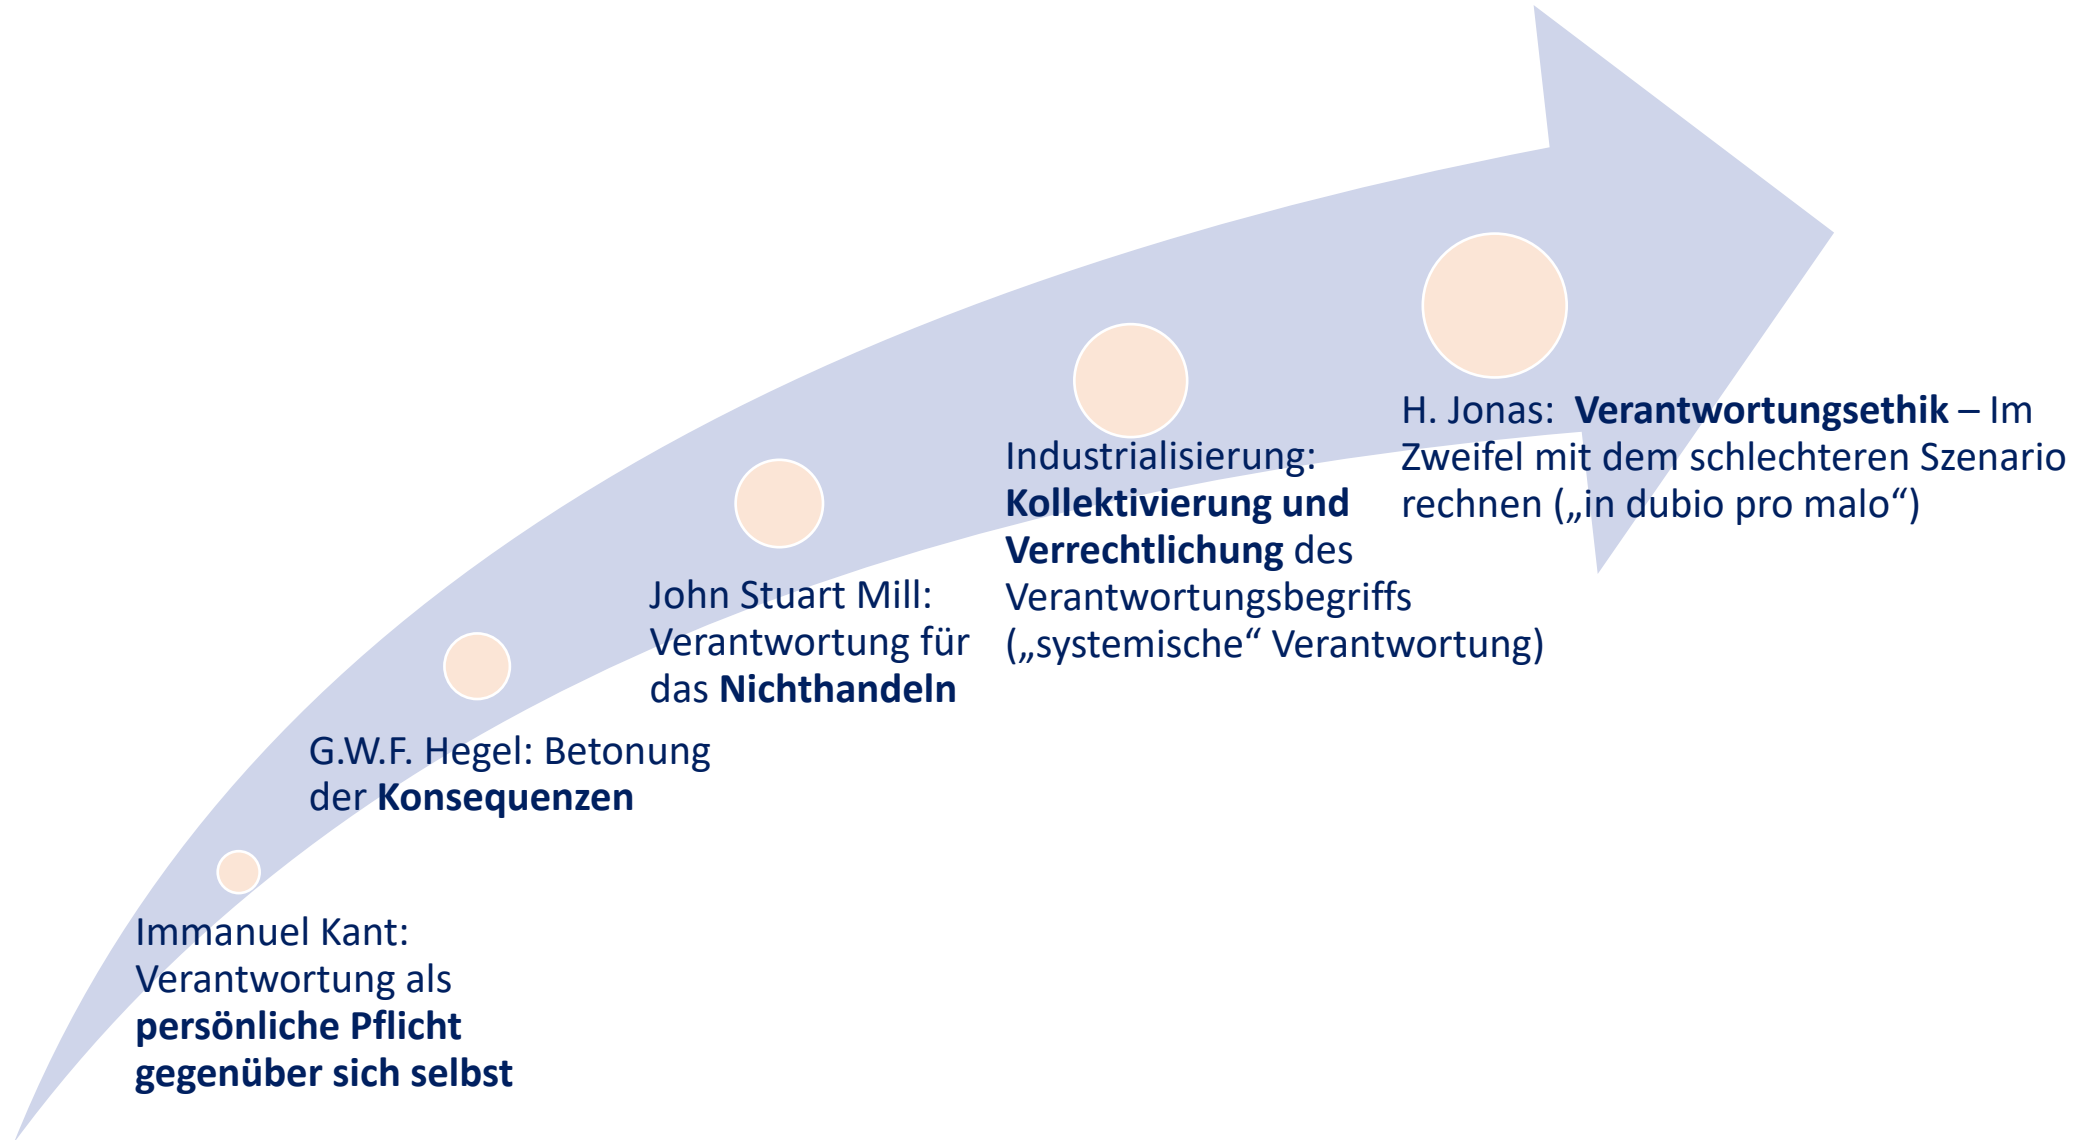 Immanuel Kant:
Verantwortung als
persönliche Pflicht
gegenüber sich selbst
G.W.F. Hegel: Betonung
der Konsequenzen
John Stuart Mill:
Verantwortung für
das Nichthandeln
Industrialisierung:
Kollektivierung und
Verrechtlichung des
Verantwortungsbegriffs
(„systemische“ Verantwortung)
H. Jonas:  Verantwortungsethik – Im
Zweifel mit dem schlechteren Szenario
rechnen („in dubio pro malo“)